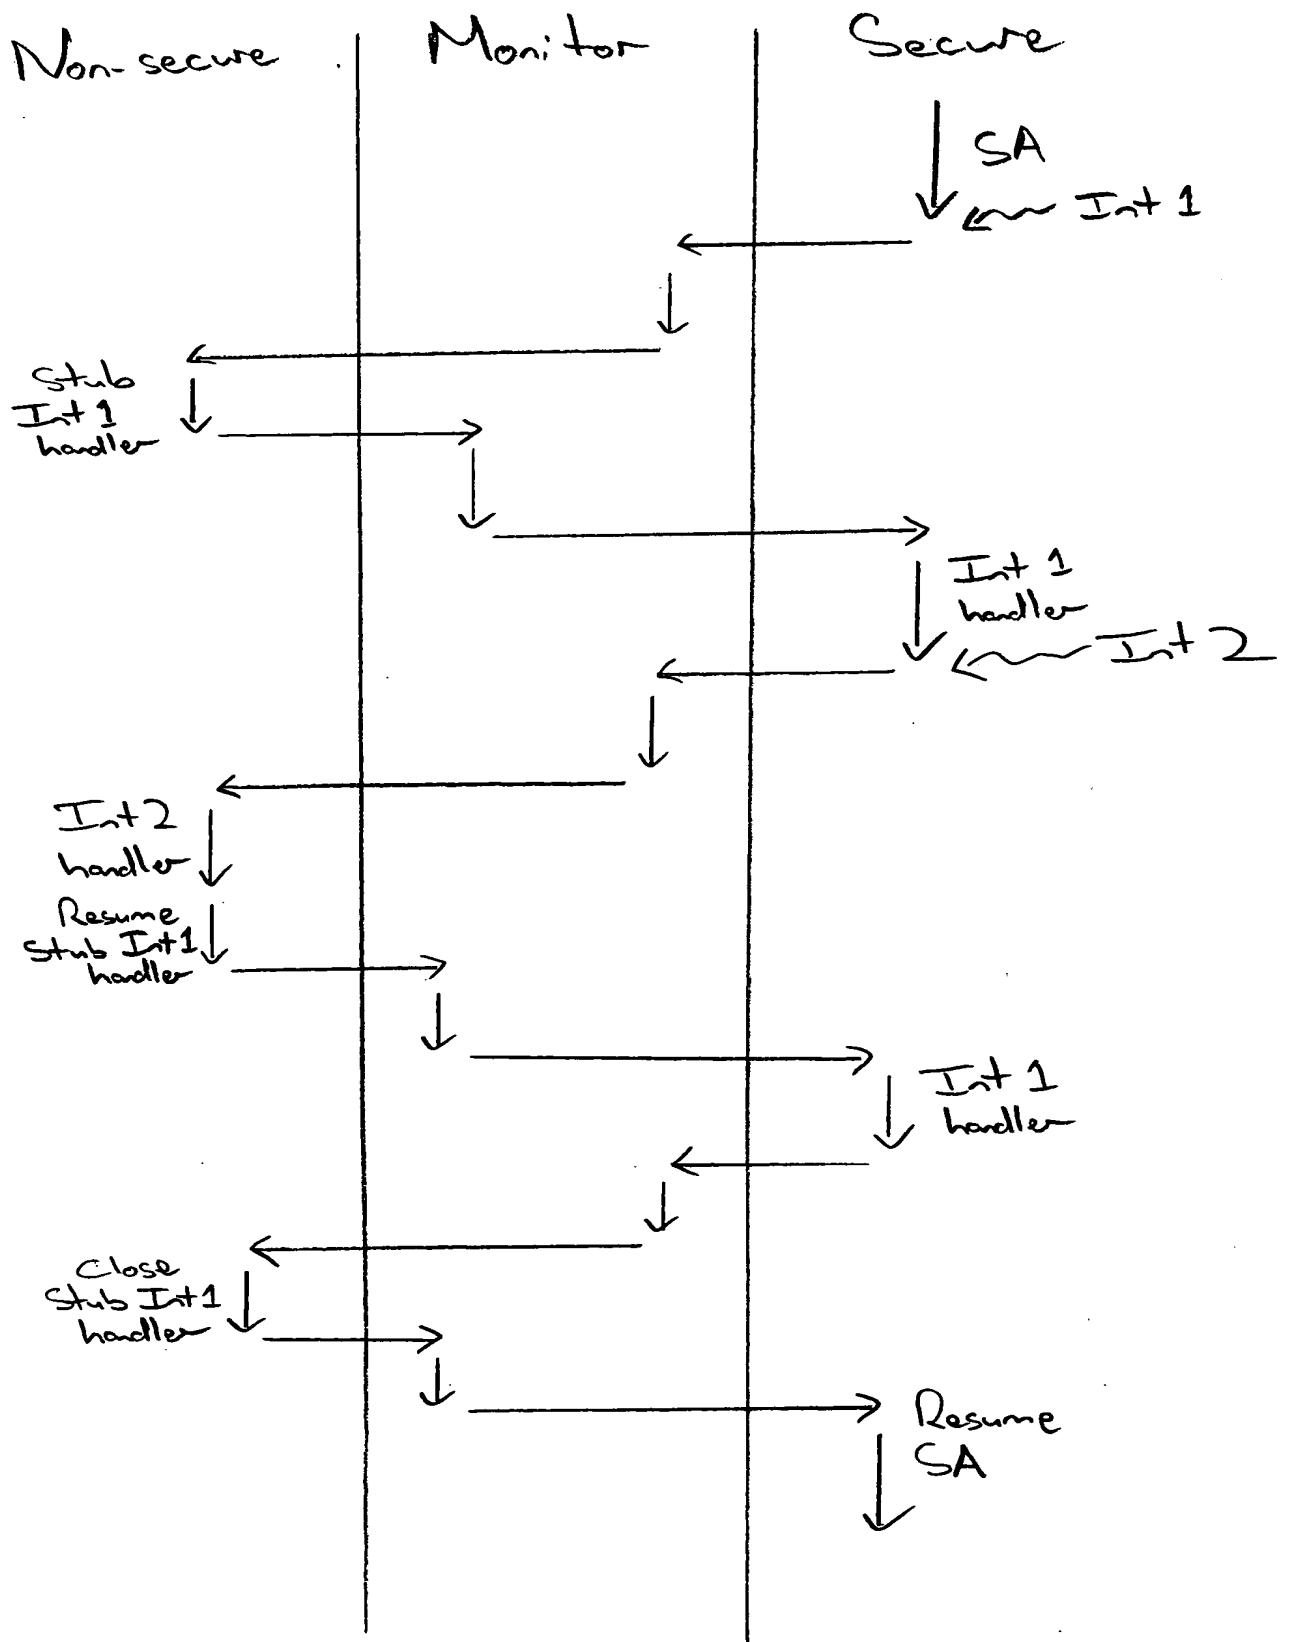 Non-secure
Monitor
Secure
SA
Int 1
Stub
Int 1
handler
Int 1
handler
Int 2
Int 2
handler
Resume
Stub Int 1
handler
Int 1
handler
Close
Stub Int 1
handler
Resume
SA